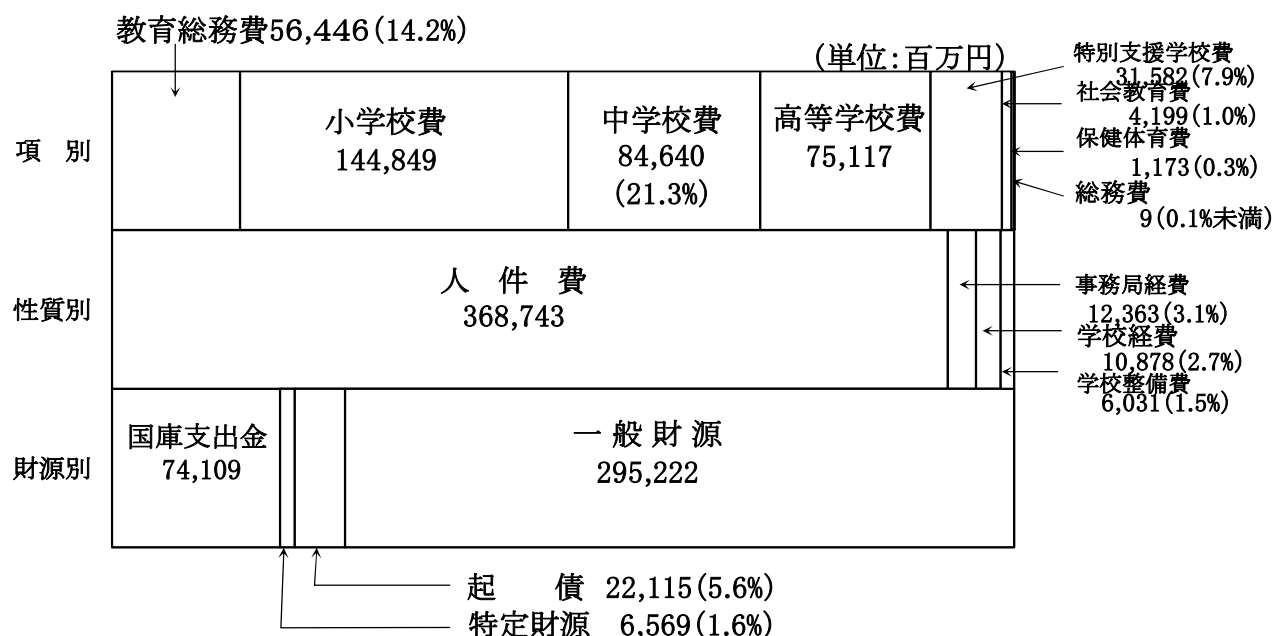 教育総務費56,446(14.2%)
(単位:百万円)
項 別
小学校費
144,849
中学校費
84,640
(21.3%)
高等学校費
75,117
特別支援学校費
31,582(7.9%)
社会教育費
4,199(1.0%)
保健体育費
1,173(0.3%)
総務費
9(0.1%未満)
性質別
人 件 費
368,743
事務局経費
12,363(3.1%)
学校経費
10,878(2.7%)
学校整備費
6,031(1.5%)
財源別
国庫支出金
74,109
一 般 財 源
295,222
起 債 22,115(5.6%)
特定財源 6,569(1.6%)